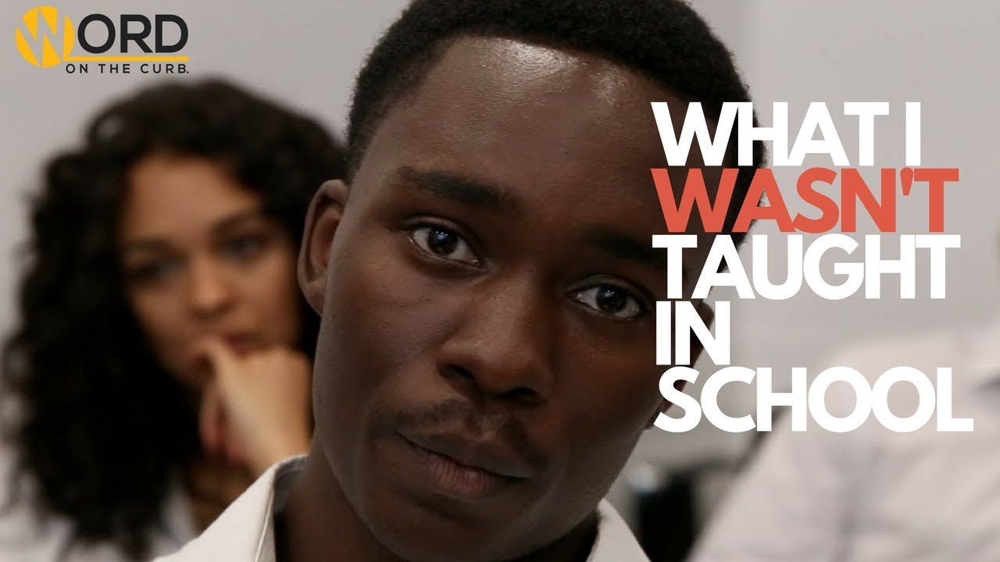 WORD
ON THE CURB.
WHAT I
WASN'T
TAUGHT
IN
SCHOOL